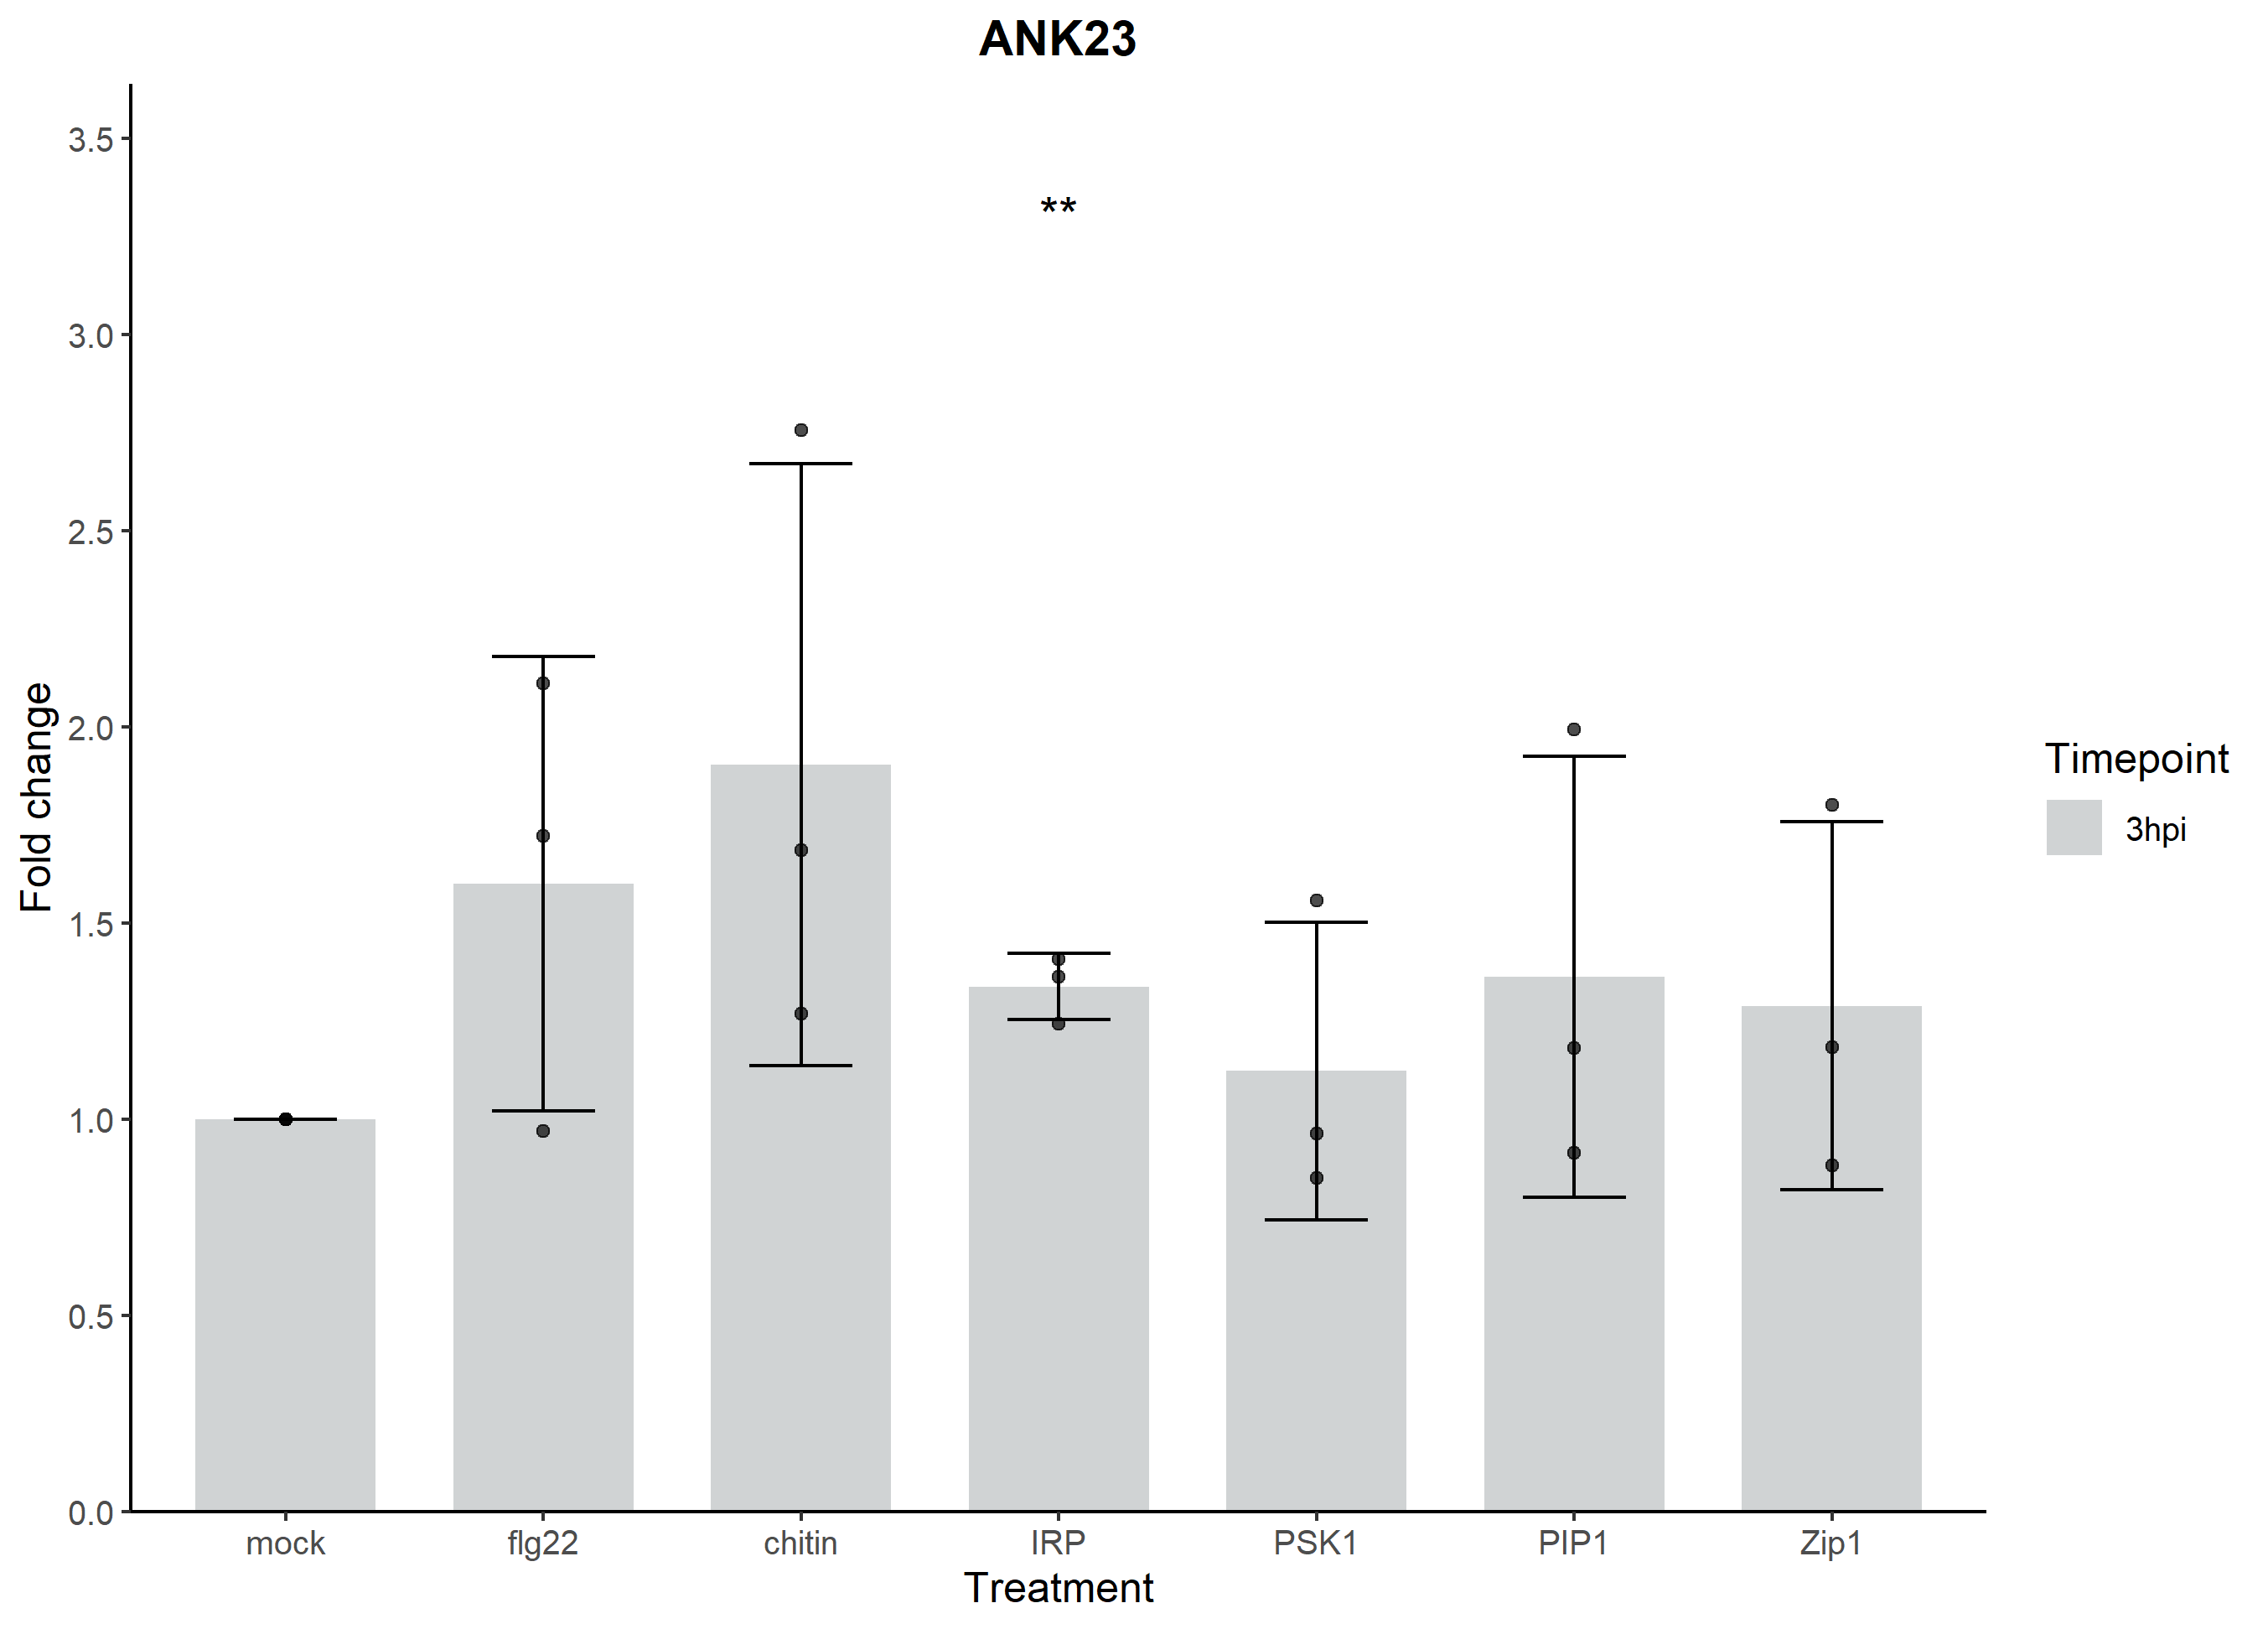 ANK23
**
3.5
3.0
2.5
2.0
1.5
1.0
0.5
0.0
Fold change
mock flg22 chitin IRP PSK1 PIP1 Zip1
Treatment
Timepoint
3hpi